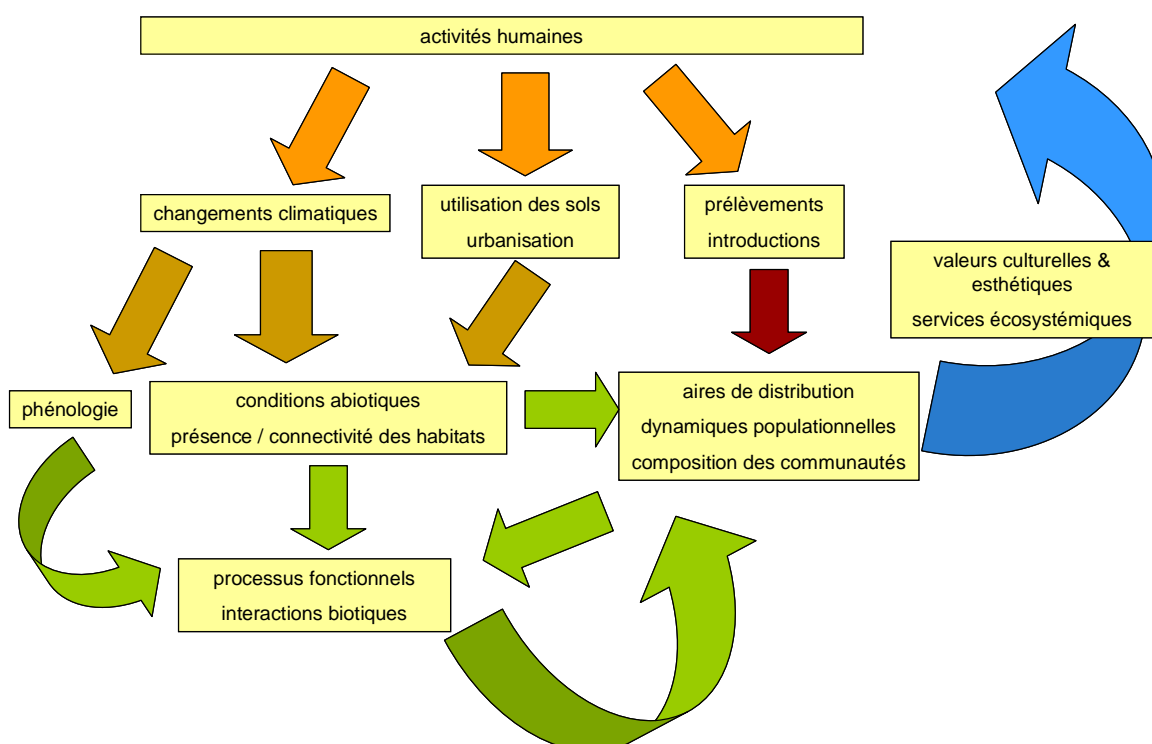 activités humaines
changements climatiques
utilisation des sols
urbanisation
prélèvements
introductions
valeurs culturelles &
esthétiques
services écosystémiques
phénologie
conditions abiotiques
présence / connectivité des habitats
aires de distribution
dynamiques populationnelles
composition des communautés
processus fonctionnels
interactions biotiques